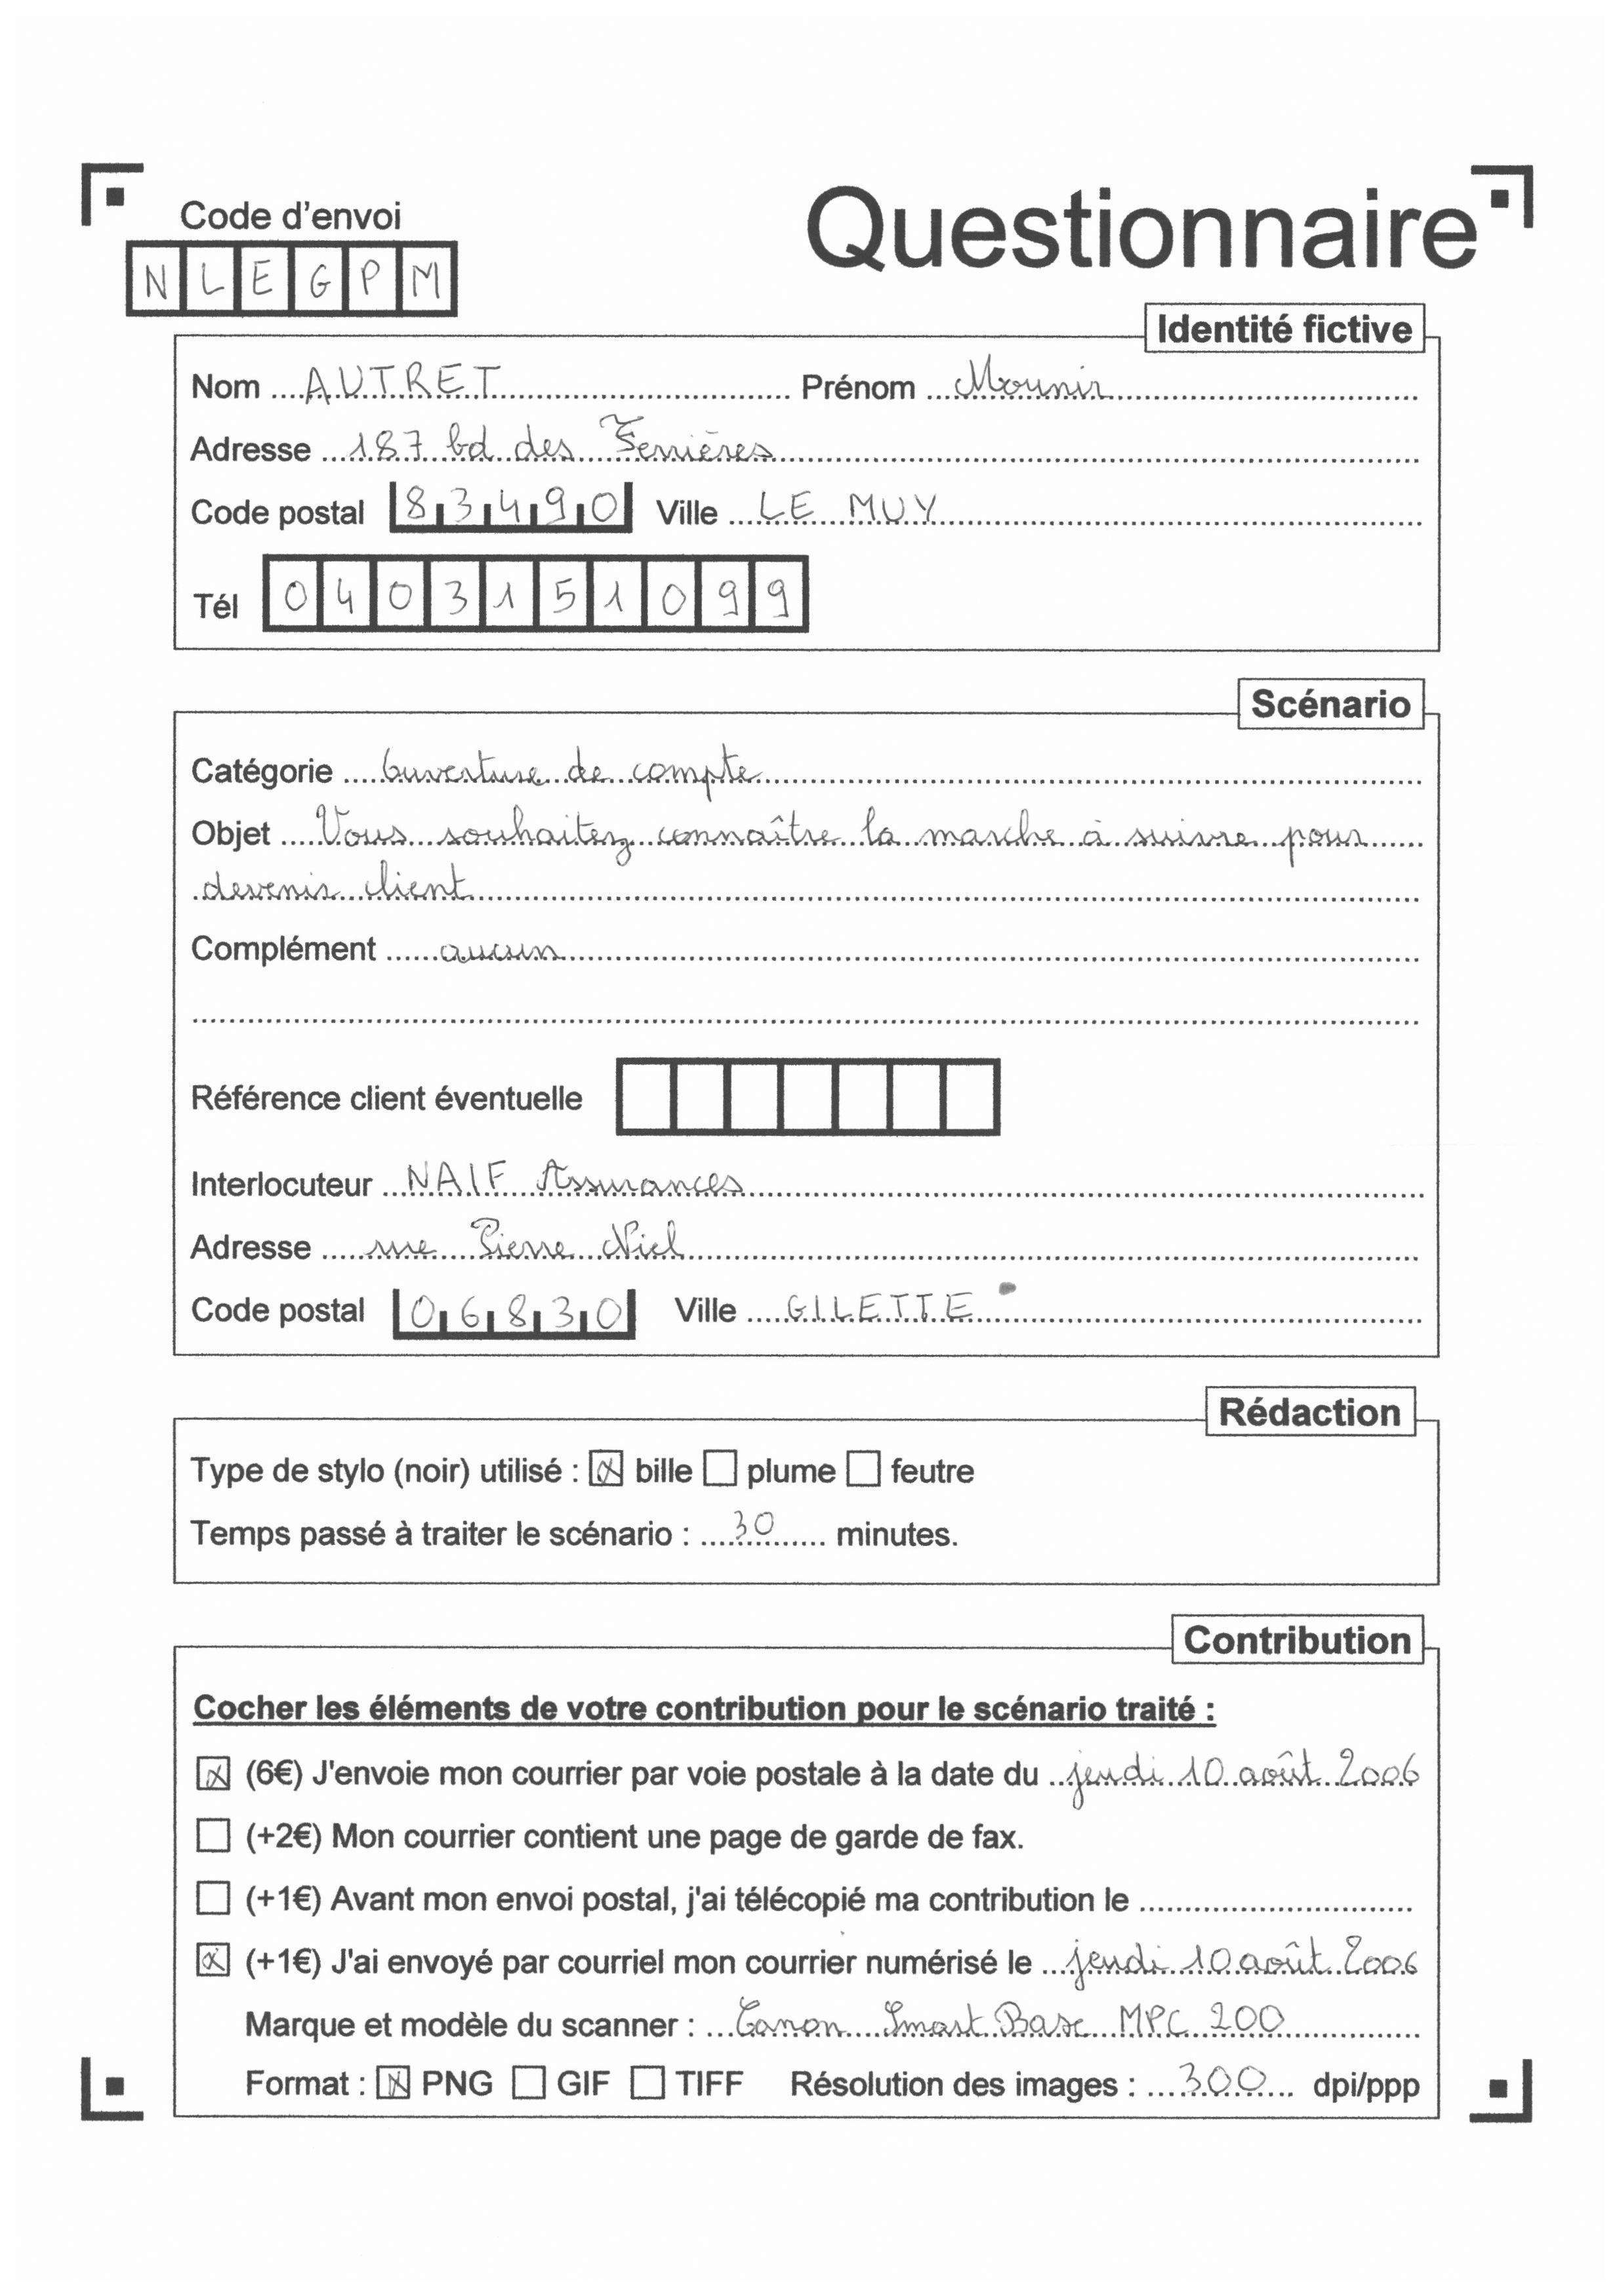 Code d'envoi
Questionnaire
NLEGPM
Identité fictive
Nom AUTRET Prénom Mounir
Adresse 187 bd des Ferrières
Code postal 83490 Ville LE MUY
Tél 0403151099
Scénario
Catégorie Ouverture de compte
Objet Vous souhaitez connaître la marche à suivre pour
devenir client
Complément aucun
Référence client éventuelle
Interlocuteur NAIF Assurances
Adresse rue Pierre Niel
Code postal 06830 Ville GILETTE
Rédaction
Type de stylo (noir) utilisé : bille plume feutre
Temps passé à traiter le scénario : 30 minutes.
Contribution
Cocher les éléments de votre contribution pour le scénario traité :
(6€) J'envoie mon courrier par voie postale à la date du jeudi 10 août 2006
(+2€) Mon courrier contient une page de garde de fax.
(+1€) Avant mon envoi postal, j'ai télécopié ma contribution le
(+1€) J'ai envoyé par courriel mon courrier numérisé le jeudi 10 août 2006
Marque et modèle du scanner : Canon Smart Base MPC 200
Format : PNG GIF TIFF Résolution des images : 300 dpi/ppp